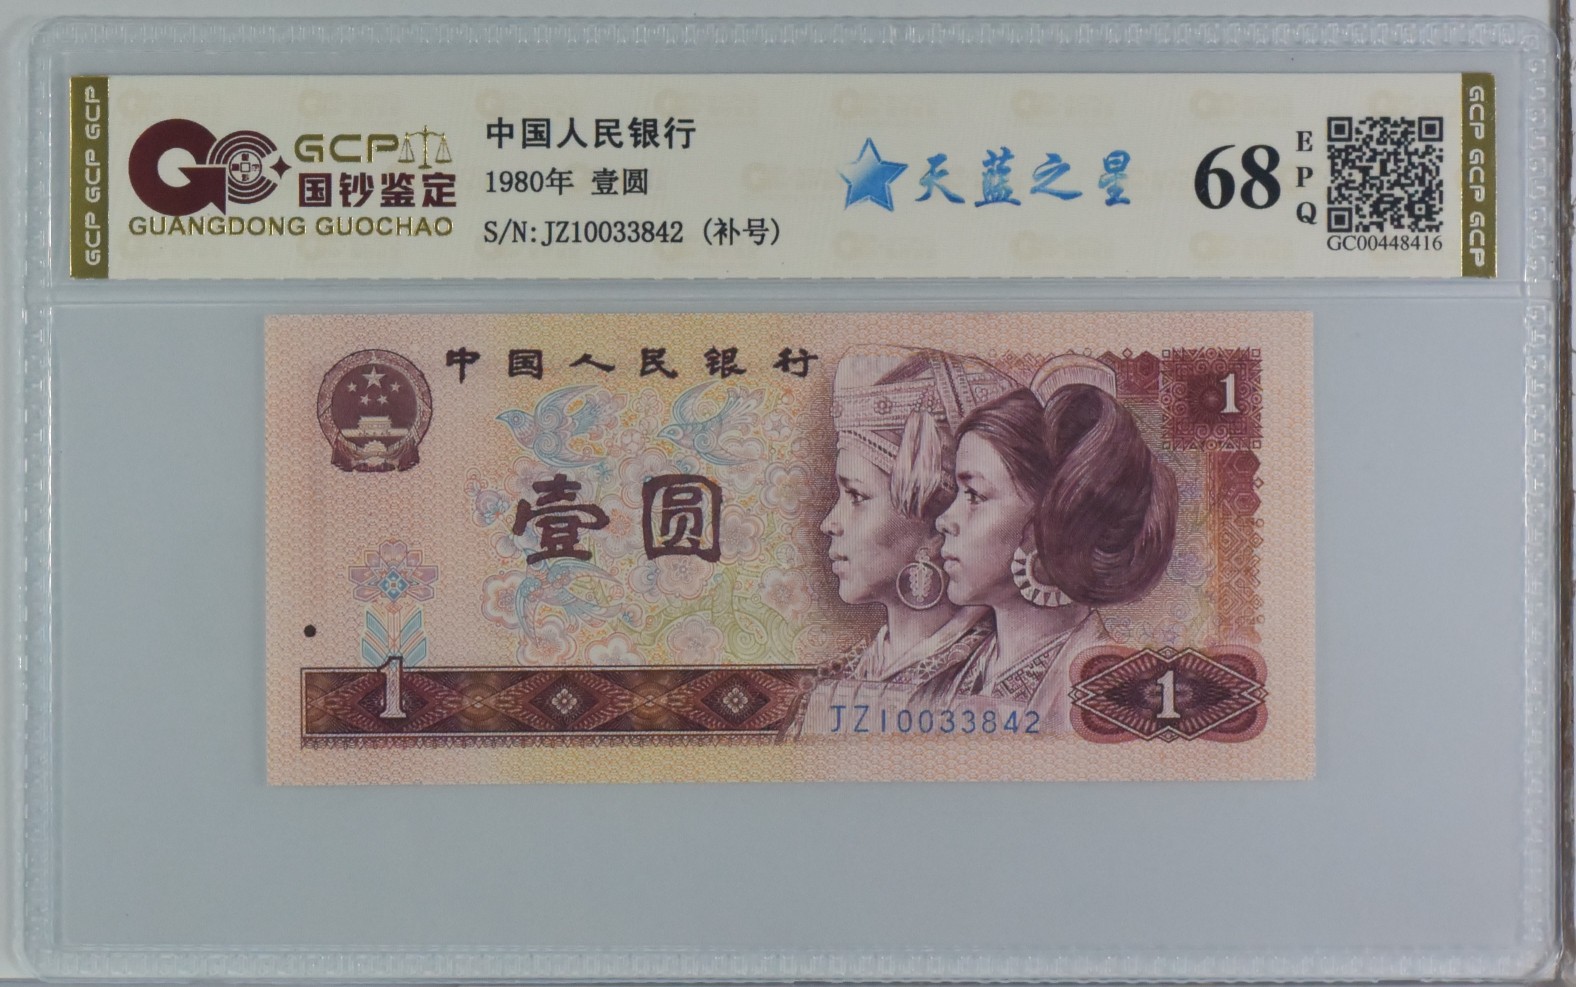 GCP GCP GCP
GCP
国钞鉴定
GUANGDONG GUOCHAO
中国人民银行
1980年 壹圆
S/N:JZ10033842 (补号)
天蓝之星
68
EPQ
GC00448416
GCP GCP GCP
中国人民银行
1
壹圆
1
JZ10033842
1